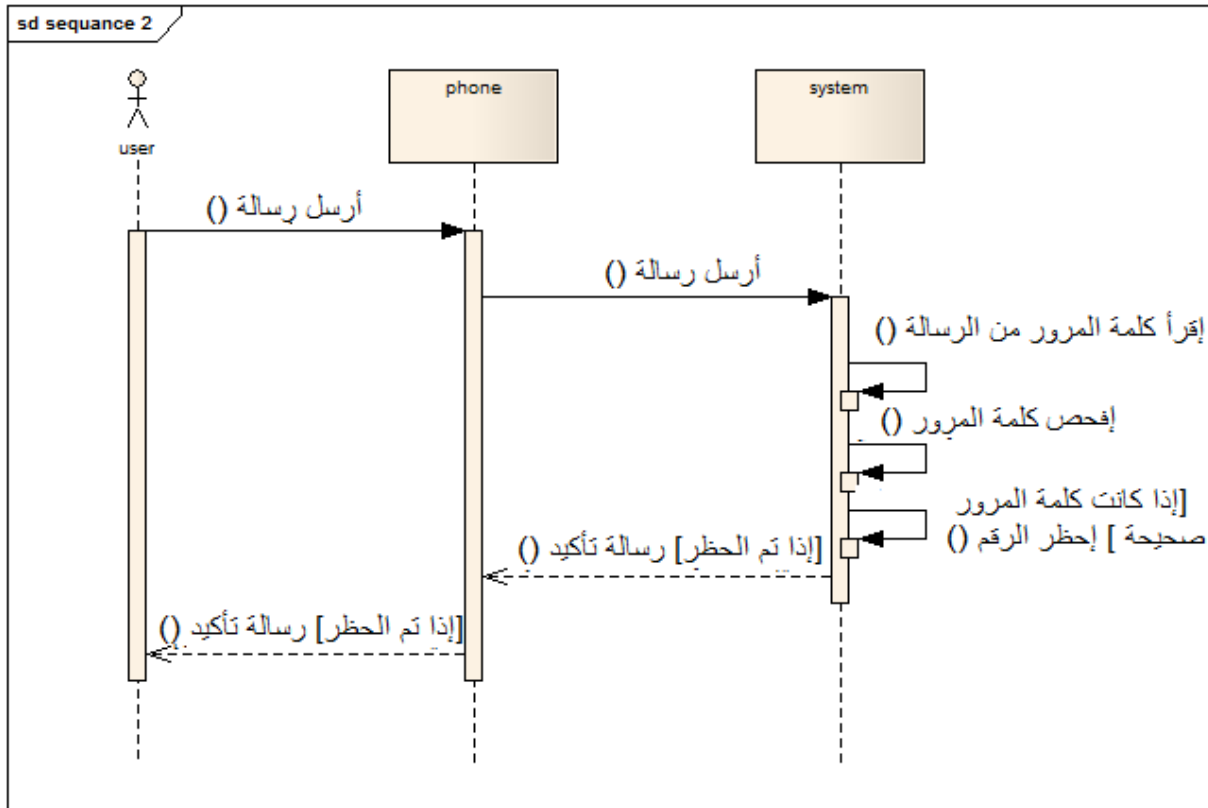 sd sequance 2
user
phone
system
أرسل رسالة ()
أرسل رسالة ()
إقرأ كلمة المرور من الرسالة ()
إفحص كلمة المرور ()
[إذا كانت كلمة المرور
صحيحة ] إحظر الرقم ()
[إذا تم الحظر] رسالة تأكيد ()
[إذا تم الحظر] رسالة تأكيد ()